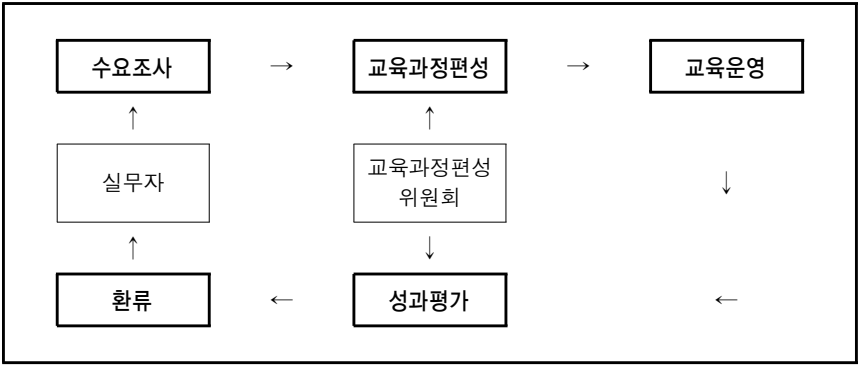 수요조사 → 교육과정편성 → 교육운영
↑ ↑
실무자 교육과정편성
위원회 ↓
↑ ↓
환류 ← 성과평가 ←